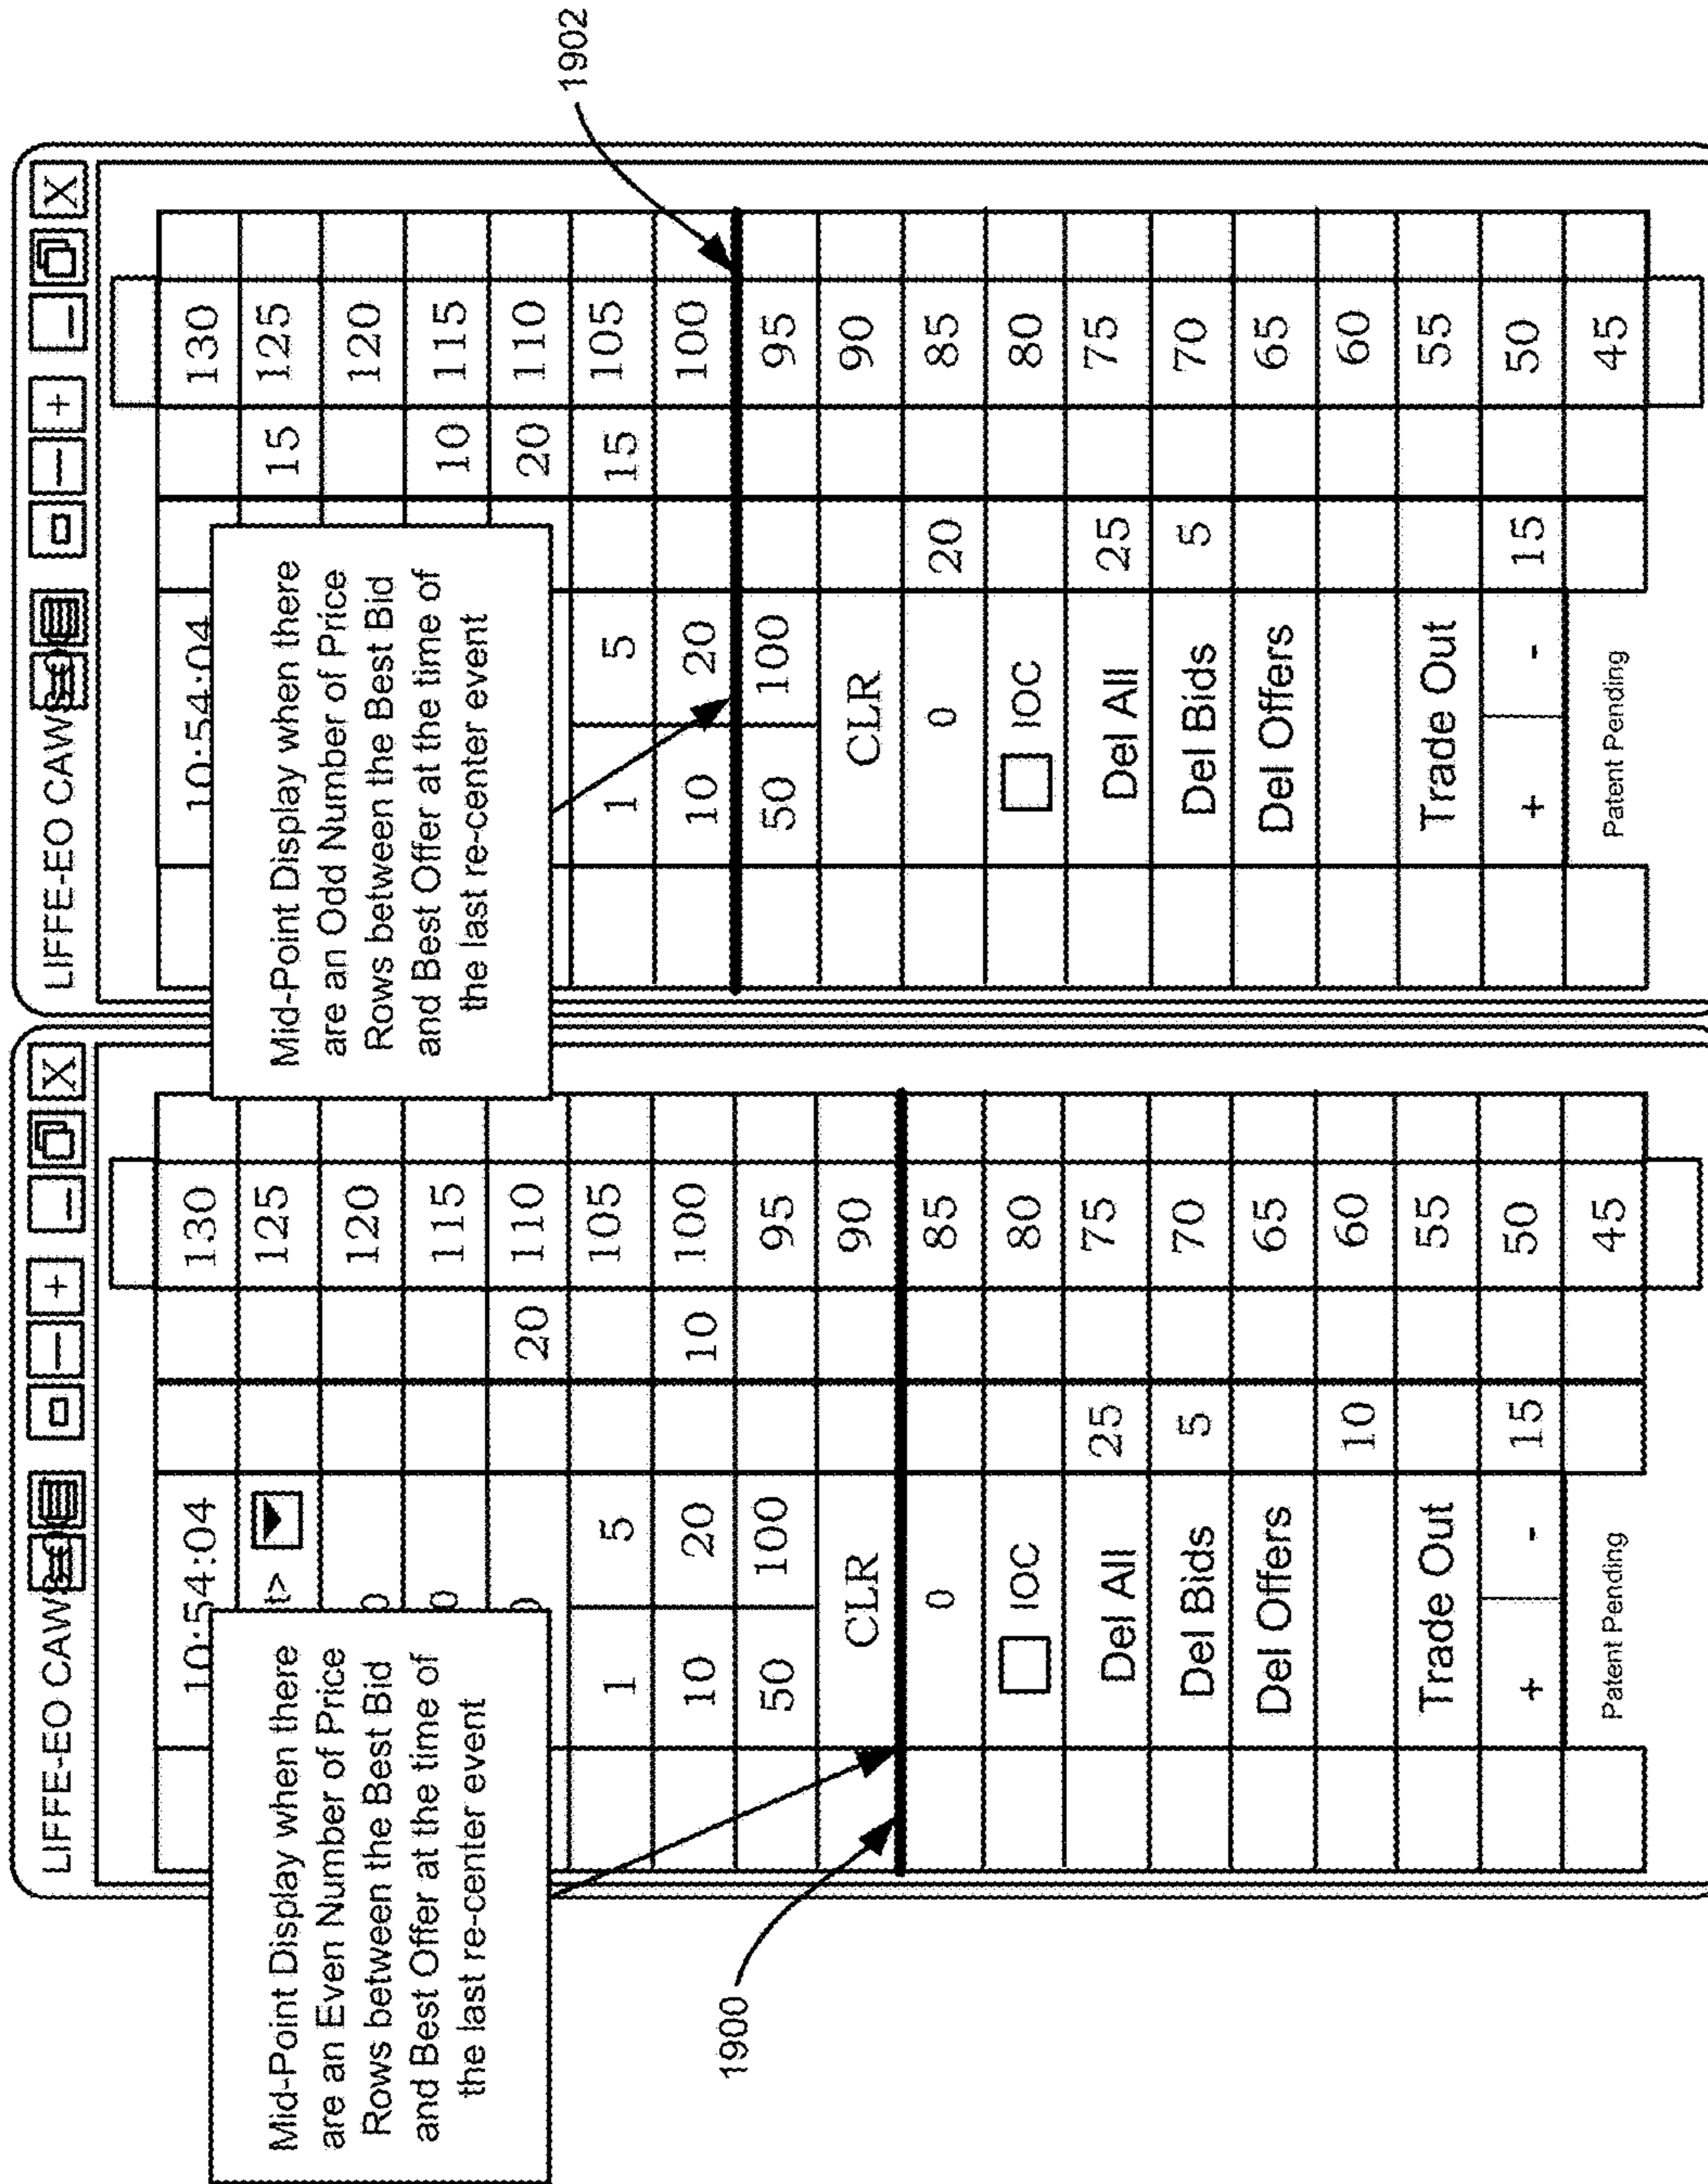 LIFFE-EO CAW
Mid-Point Display when there
are an Even Number of Price
Rows between the Best Bid
and Best Offer at the time of
the last re-center event
1900
10:54:04 130
t> 125
0 120
0 115
0 20 110
1 5 105
10 20 10 100
50 100 95
CLR 90
0 85
IOC 80
Del All 25 75
Del Bids 5 70
Del Offers 65
10 60
Trade Out 55
+ - 15 50
Patent Pending 45
LIFFE-EO CAW
Mid-Point Display when there
are an Odd Number of Price
Rows between the Best Bid
and Best Offer at the time of
the last re-center event
1902
10:54:04 130
15 125
120
10 115
20 110
1 5 15 105
10 20 100
50 100 95
CLR 90
0 20 85
IOC 80
Del All 25 75
Del Bids 5 70
Del Offers 65
60
Trade Out 55
+ - 15 50
Patent Pending 45